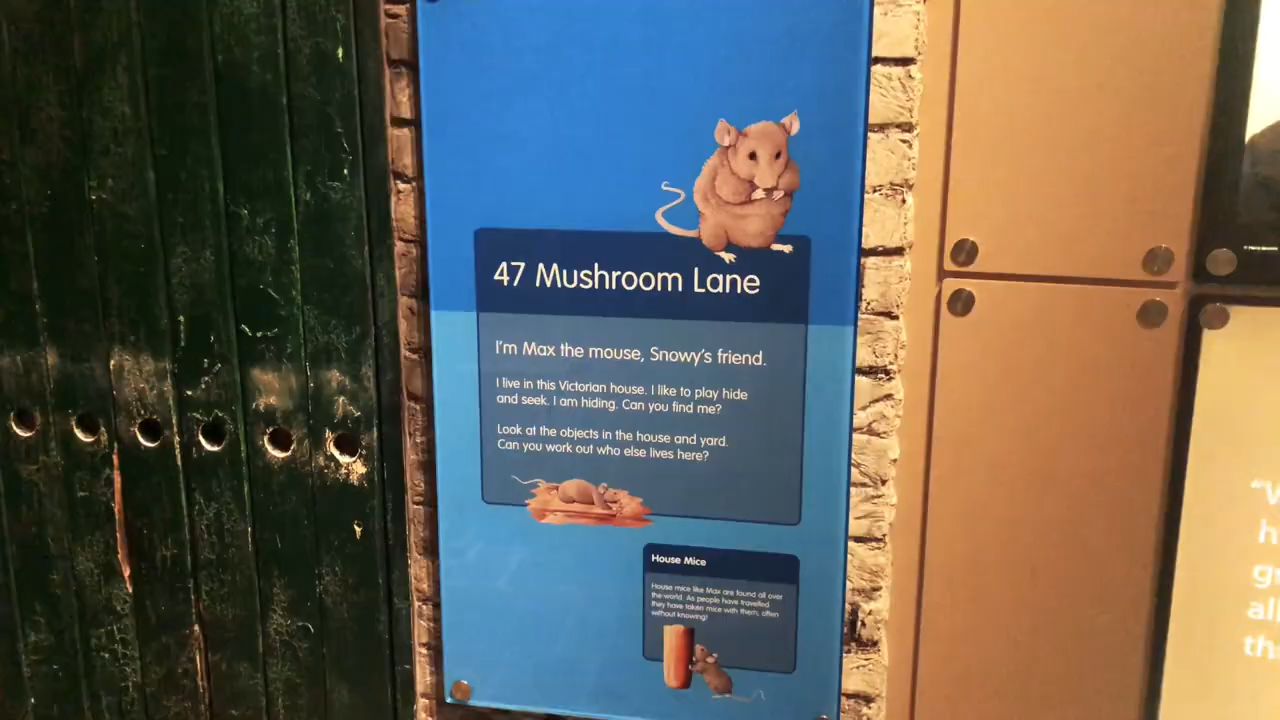 47 Mushroom Lane
I'm Max the mouse, Snowy's friend.
I live in this Victorian house. I like to play hide
and seek. I am hiding. Can you find me?
Look at the objects in the house and yard.
Can you work out who else lives here?
House Mice
House mice like Max are found all over
the world. As people have travelled
they have taken mice with them, often
without knowing!